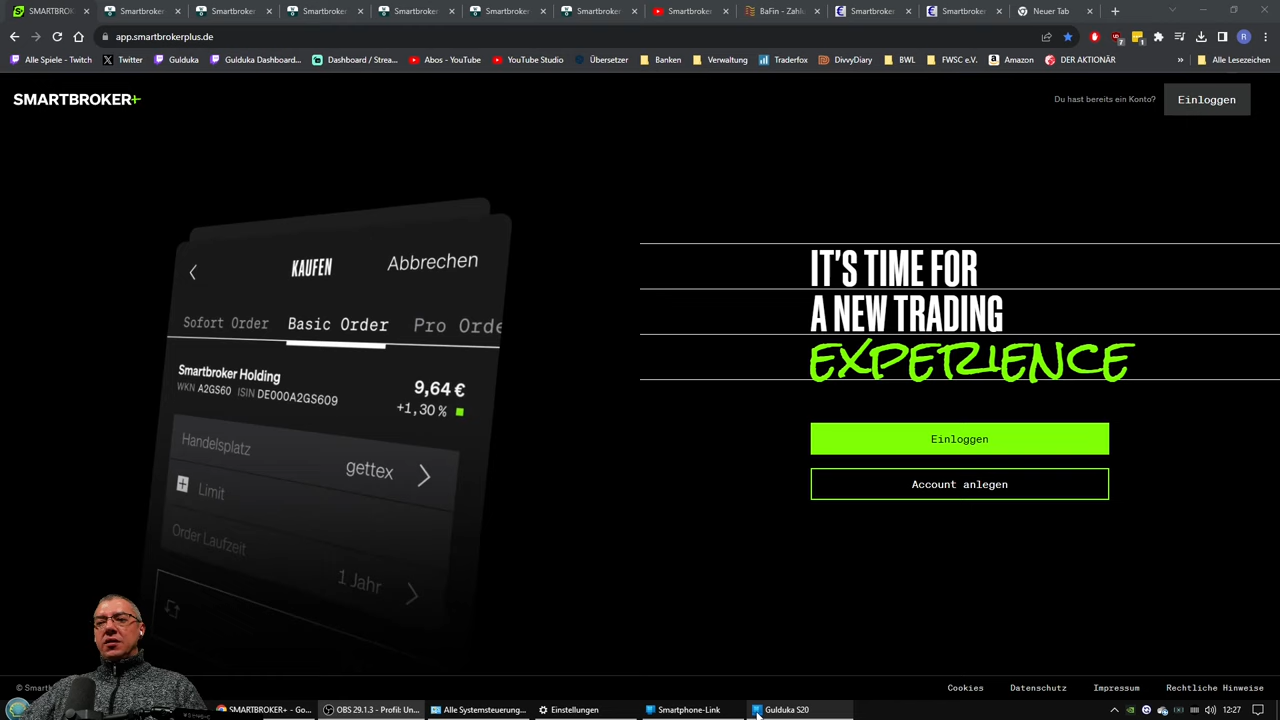 SMARTBROK
Smartbroker+
Smartbroker+
Smartbroker+
Smartbroker+
Smartbroker+
Smartbroker
BaFin - Zahl
Smartbroker
Smartbroker
Neuer Tab
app.smartbrokerplus.de
R
Alle Spiele - Twitch
Twitter
Gulduka
Gulduka Dashboard...
Dashboard / Strea...
Abos - YouTube
YouTube Studio
Übersetzer
Banken
Verwaltung
Traderfox
DivvyDiary
BWL
FWSC e.V.
Amazon
DER AKTIONÄR
»
Alle Lesezeichen
SMARTBROKER+
Du hast bereits ein Konto?
Einloggen
KAUFEN
Abbrechen
Sofort Order
Basic Order
Pro Orde
Smartbroker Holding
9,64 €
WKN A2GS60 ISIN DE000A2GS609
+1,30 %
Handelsplatz
gettex
Limit
Order Laufzeit
1 Jahr
IT'S TIME FOR
A NEW TRADING
EXPERIENCE
Einloggen
Account anlegen
© Smart
Cookies
Datenschutz
Impressum
Rechtliche Hinweise
SMARTBROKER+ - Go...
OBS 29.1.3 - Profil: Un...
Alle Systemsteuerung...
Einstellungen
Smartphone-Link
Gulduka S20
12:27